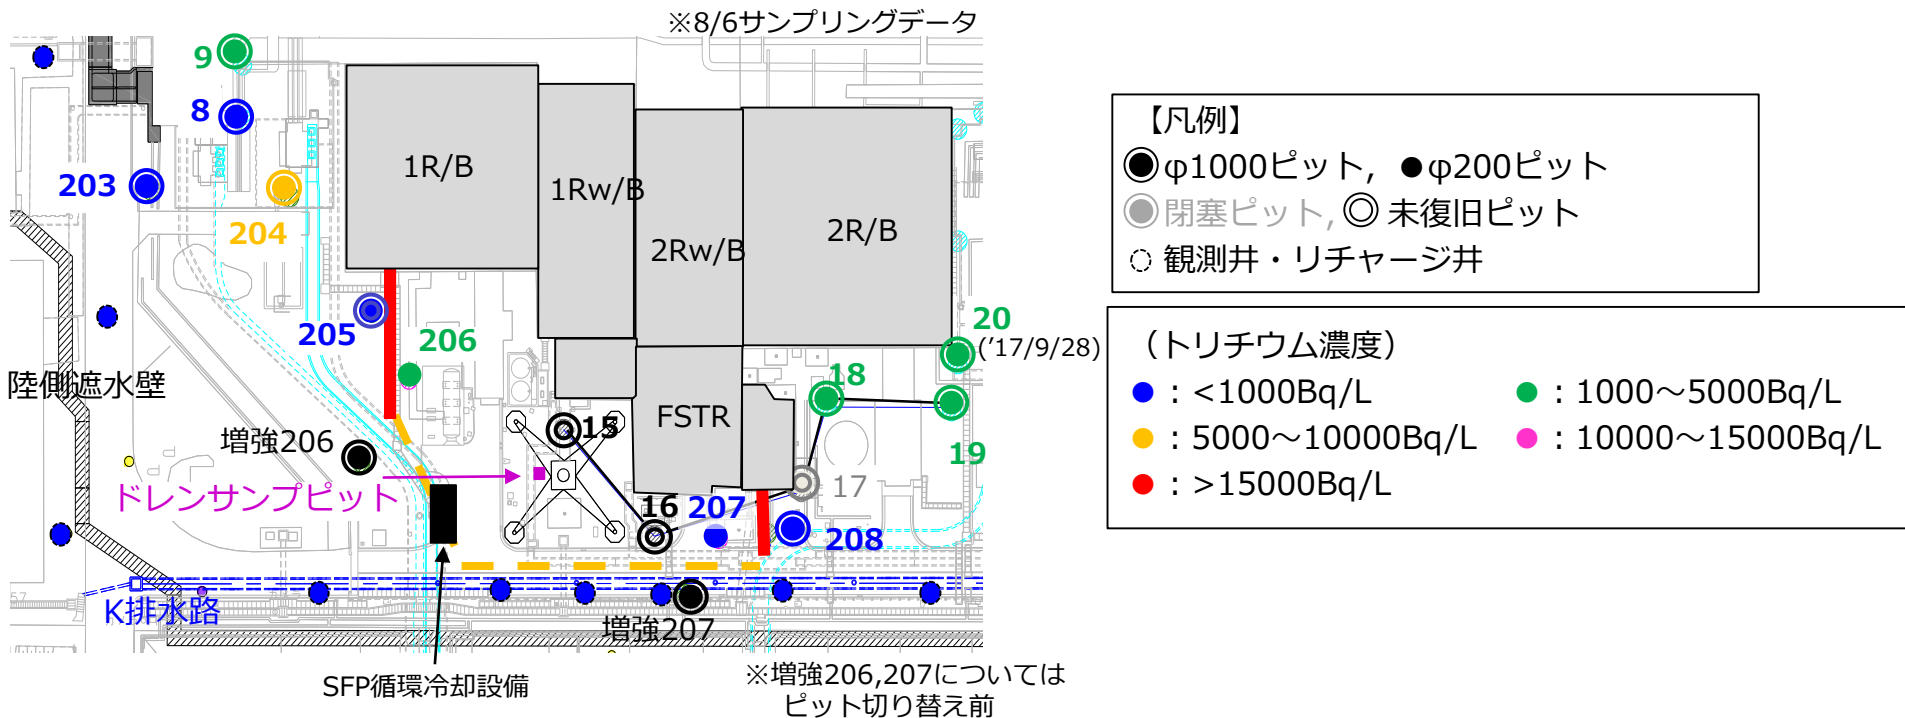 ※8/6サンプリングデータ
9
8
203
204
1R/B
1Rw/B
2Rw/B
2R/B
205
206
20
('17/9/28)
18
19
17
陸側遮水壁
増強206
ドレンサンプピット
FSTR
15
16
207
208
K排水路
増強207
SFP循環冷却設備
※増強206,207については
ピット切り替え前
【凡例】
φ1000ピット, ●φ200ピット
閉塞ピット, ◎ 未復旧ピット
観測井・リチャージ井
（トリチウム濃度）
●：<1000Bq/L ●：1000～5000Bq/L
●：5000～10000Bq/L ●：10000～15000Bq/L
●：>15000Bq/L